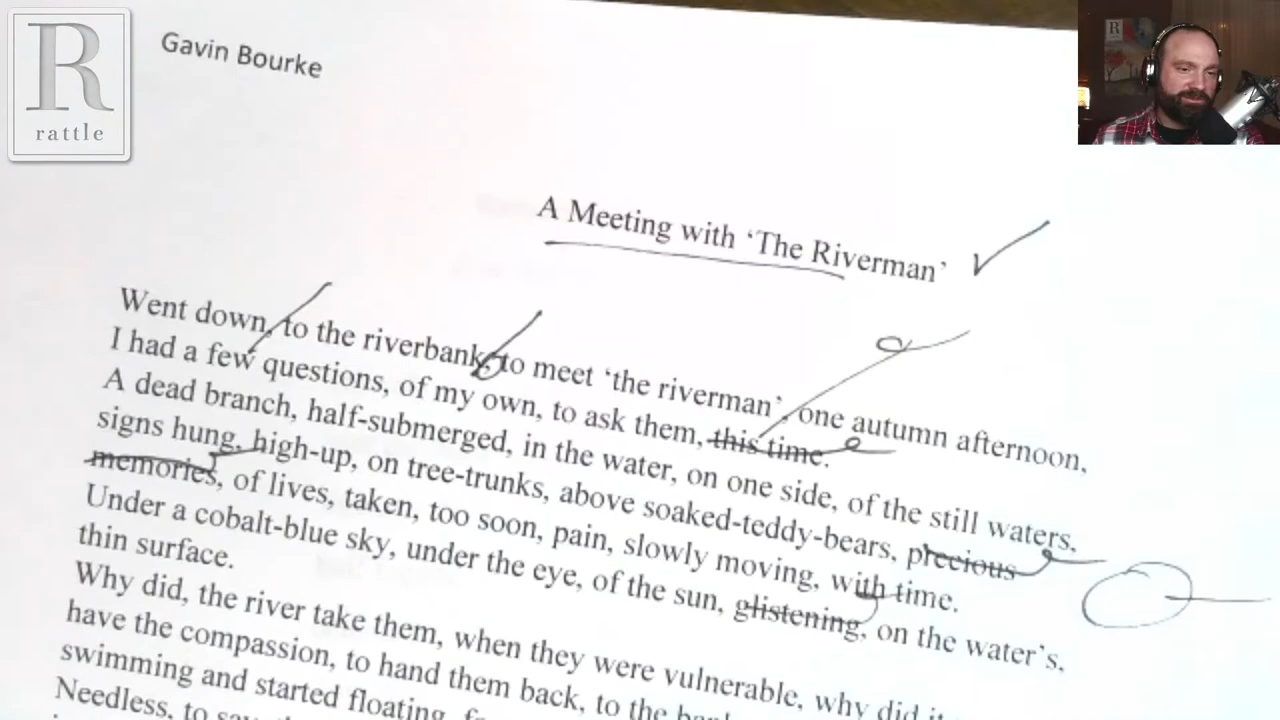 R
rattle
Gavin Bourke
A Meeting with ‘The Riverman’
Went down, to the riverbank, to meet ‘the riverman’, one autumn afternoon,
I had a few questions, of my own, to ask them, this time.
A dead branch, half-submerged, in the water, on one side, of the still waters,
signs hung, high-up, on tree-trunks, above soaked-teddy-bears, precious
memories, of lives, taken, too soon, pain, slowly moving, with time.
Under a cobalt-blue sky, under the eye, of the sun, glistening, on the water’s.
thin surface.
Why did, the river take them, when they were vulnerable, why did it
have the compassion, to hand them back, to the
swimming and started floating,
Needless, to